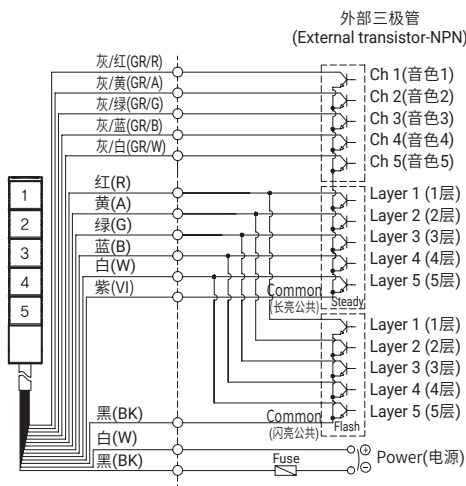 外部三极管
(External transistor-NPN)
灰/红(GR/R)
Ch 1(音色1)
灰/黄(GR/A)
Ch 2(音色2)
灰/绿(GR/G)
Ch 3(音色3)
灰/蓝(GR/B)
Ch 4(音色4)
灰/白(GR/W)
Ch 5(音色5)
1
2
3
4
5
红(R)
Layer 1 (1层)
黄(A)
Layer 2 (2层)
绿(G)
Layer 3 (3层)
蓝(B)
Layer 4 (4层)
白(W)
Layer 5 (5层)
紫(VI)
Common
(长亮公共)
Steady
Layer 1 (1层)
Layer 2 (2层)
Layer 3 (3层)
Layer 4 (4层)
Layer 5 (5层)
黑(BK)
Common
(闪亮公共)
Flash
白(W)
黑(BK)
Fuse
+
-
Power(电源)